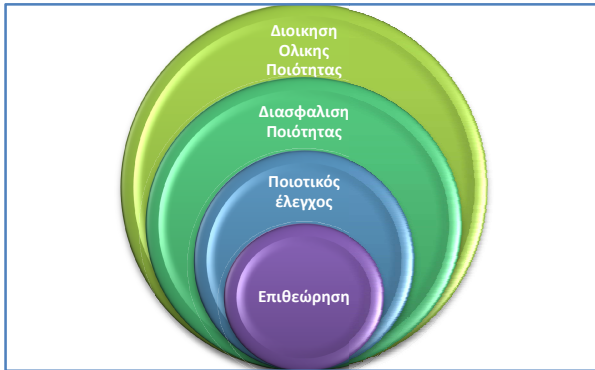 Διοικηση
Ολικης
Ποιότητας
Διασφαλιση
Ποιότητας
Ποιοτικός
έλεγχος
Επιθεώρηση